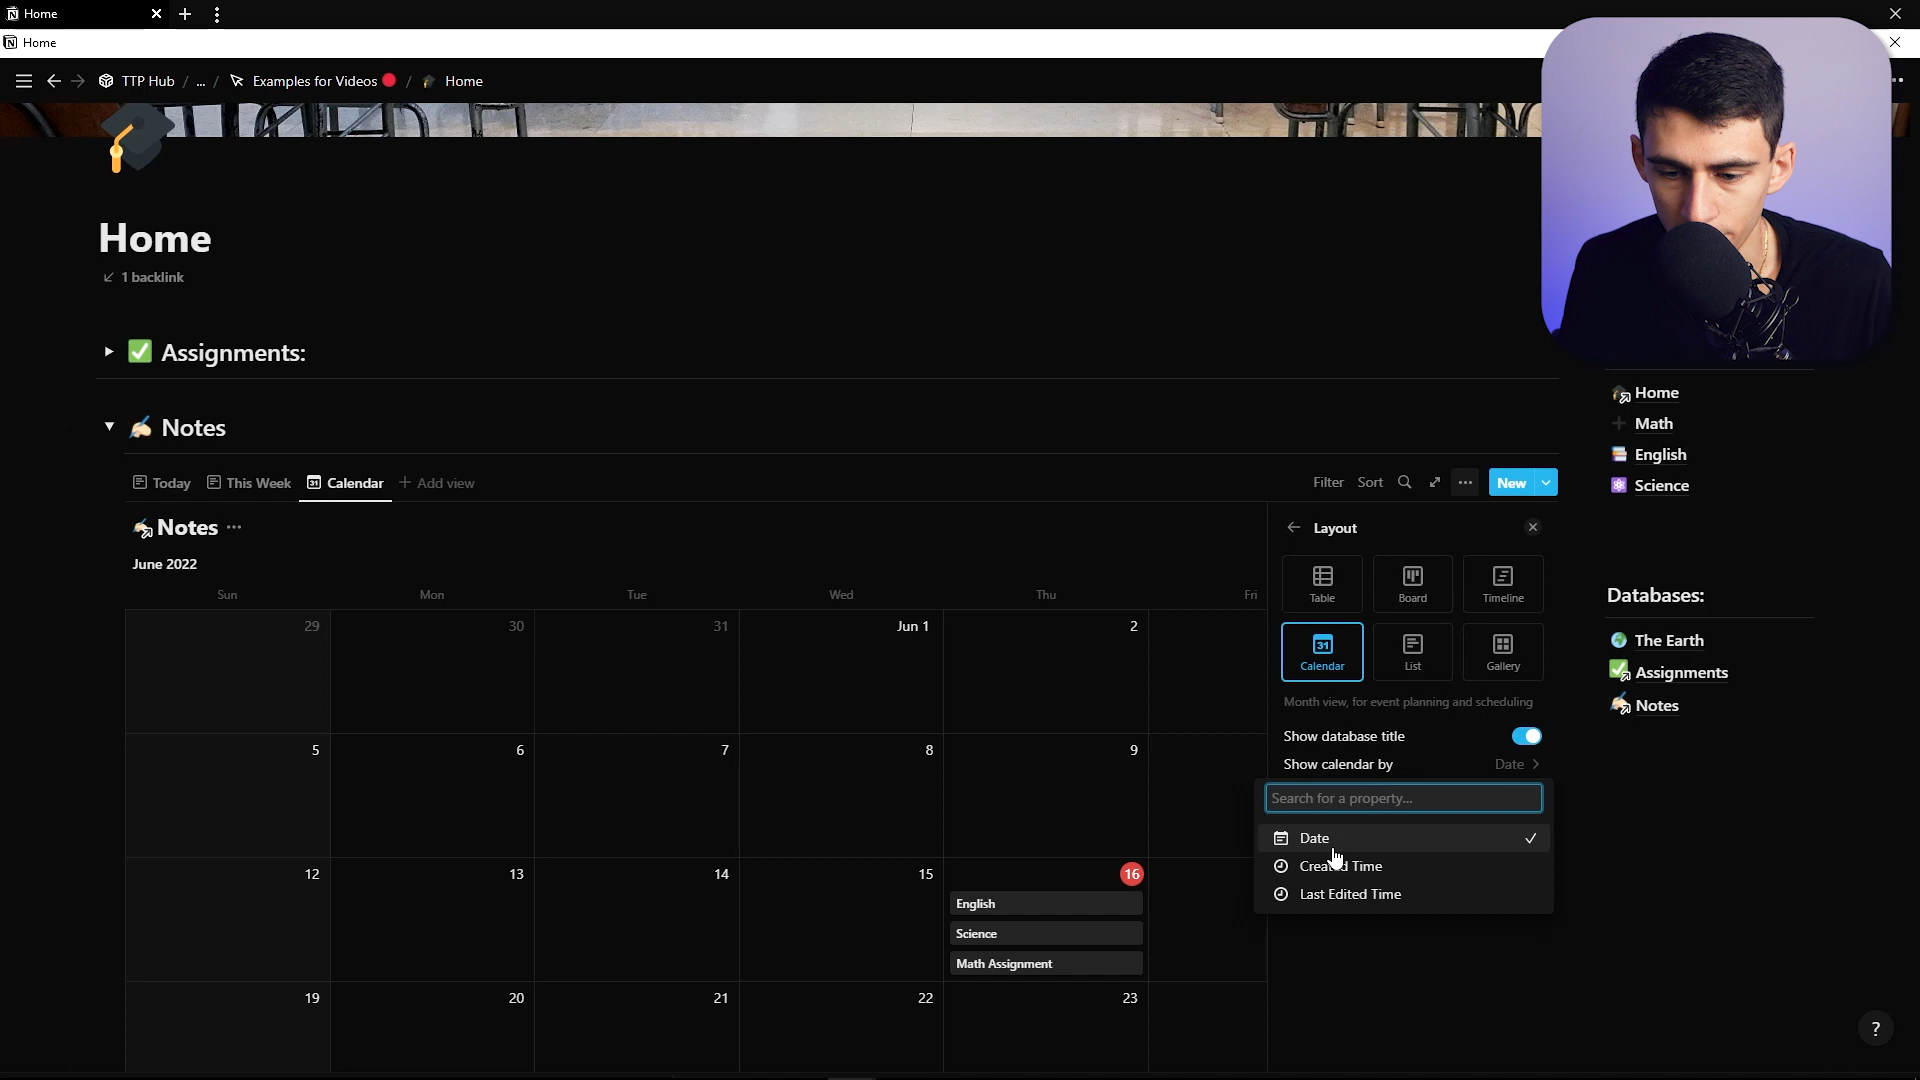 Home
Home
TTP Hub / ... / Examples for Videos / Home
Home
1 backlink
Assignments:
Notes
Today This Week Calendar + Add view
Filter Sort New
Notes
June 2022
Sun Mon Tue Wed Thu Fri
29 30 31 Jun 1 2
5 6 7 8 9
12 13 14 15 16
English
Science
Math Assignment
19 20 21 22 23
Layout
Table Board Timeline
31
Calendar List Gallery
Month view, for event planning and scheduling
Show database title
Show calendar by Date
Search for a property...
Date
Created Time
Last Edited Time
Home
Math
English
Science
Databases:
The Earth
Assignments
Notes
?